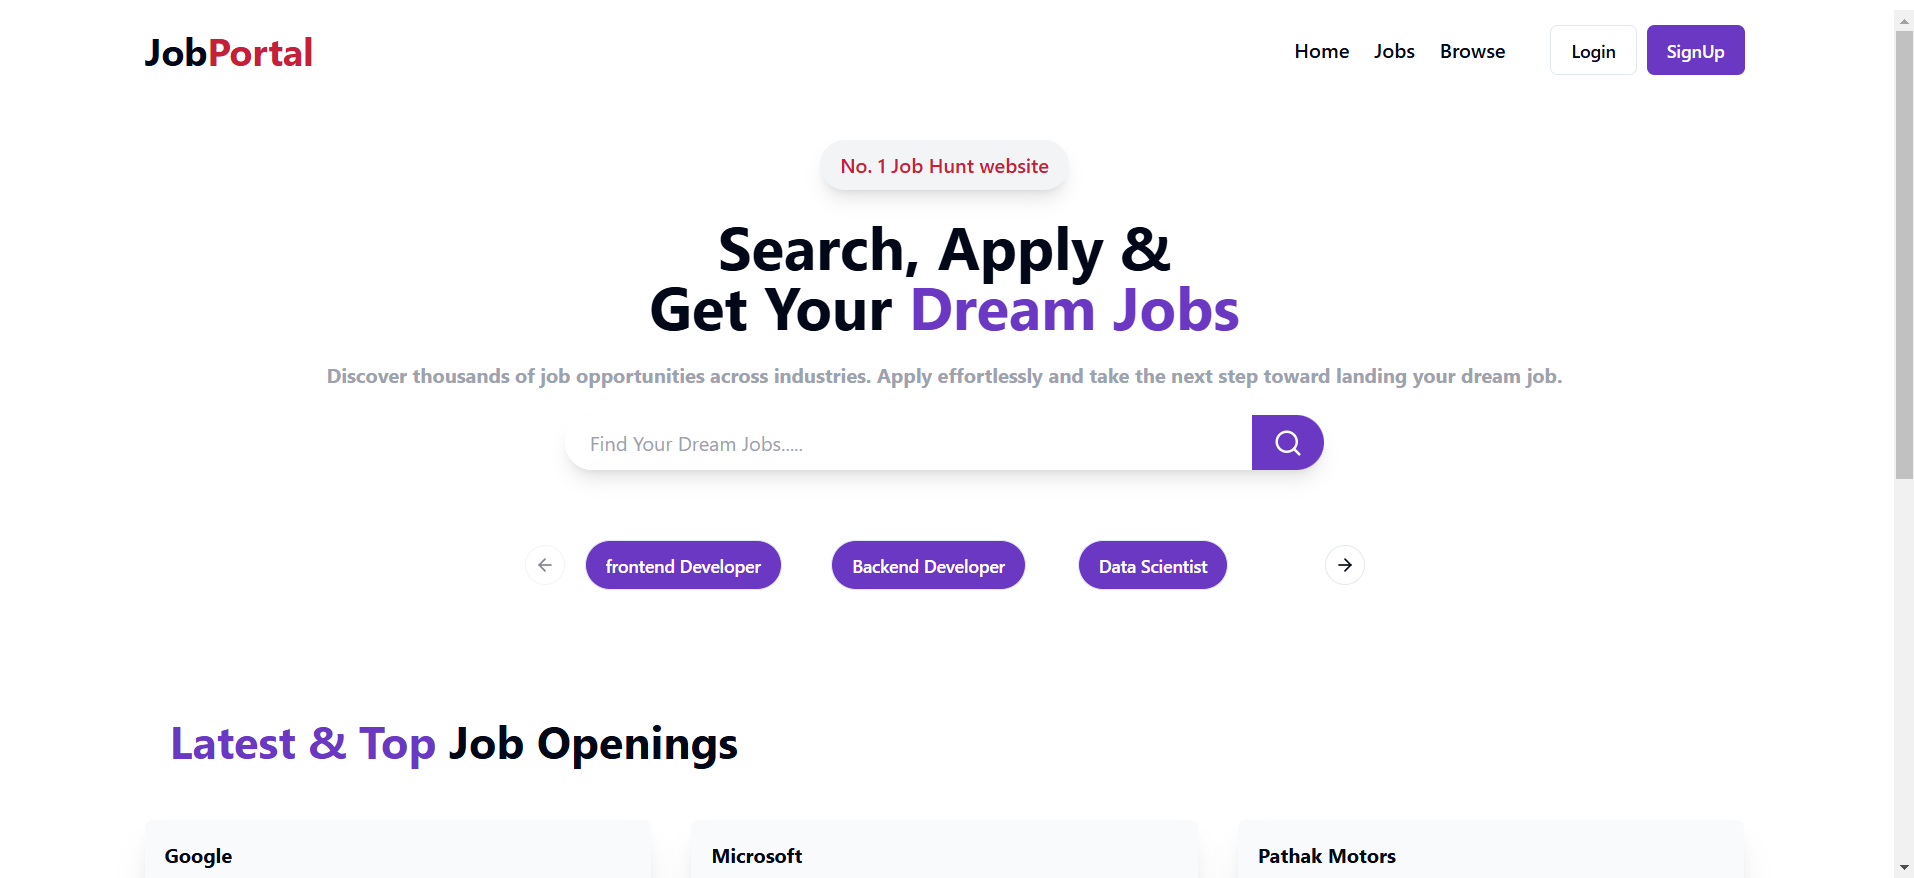 JobPortal
Home Jobs Browse Login SignUp
No. 1 Job Hunt website
Search, Apply &
Get Your Dream Jobs
Discover thousands of job opportunities across industries. Apply effortlessly and take the next step toward landing your dream job.
Find Your Dream Jobs.....
frontend Developer Backend Developer Data Scientist
Latest & Top Job Openings
Google Microsoft Pathak Motors